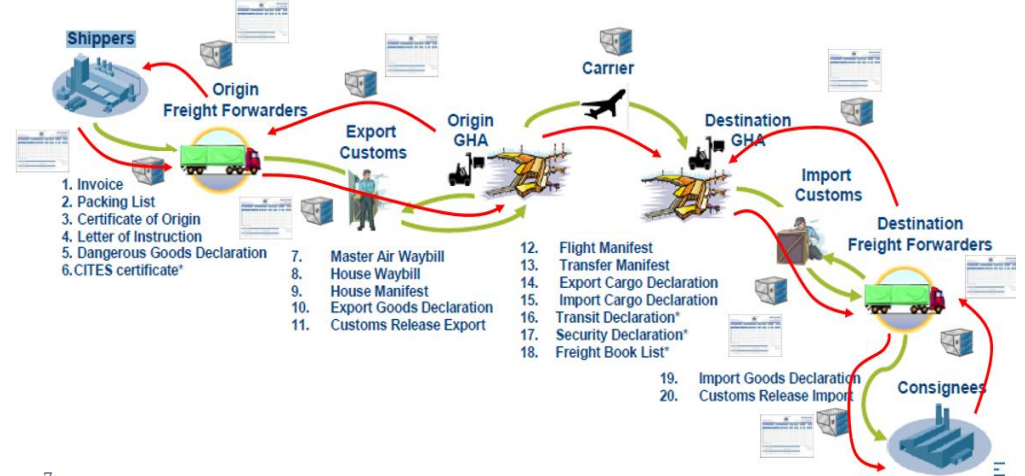 Shippers
Origin
Freight Forwarders
Export
Customs
Origin
GHA
Carrier
Destination
GHA
Import
Customs
Destination
Freight Forwarders
Consignees
1. Invoice
2. Packing List
3. Certificate of Origin
4. Letter of Instruction
5. Dangerous Goods Declaration
6.CITES certificate*
7. Master Air Waybill
8. House Waybill
9. House Manifest
10. Export Goods Declaration
11. Customs Release Export
12. Flight Manifest
13. Transfer Manifest
14. Export Cargo Declaration
15. Import Cargo Declaration
16. Transit Declaration*
17. Security Declaration*
18. Freight Book List*
19. Import Goods Declaration
20. Customs Release Import